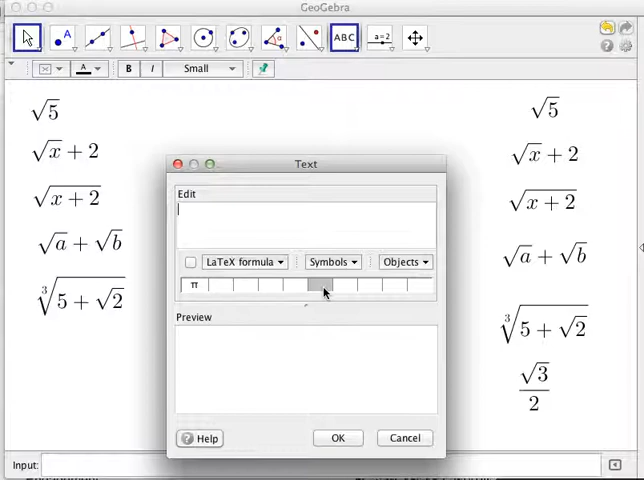 GeoGebra
ABC
a = 2
A
B
I
Small
√5
√x + 2
√(x + 2)
√a + √b
∛(5 + √2)
√5
√x + 2
√(x + 2)
√a + √b
∛(5 + √2)
√3/2
Text
Edit
LaTeX formula
Symbols
Objects
π
Preview
Help
OK
Cancel
Input: